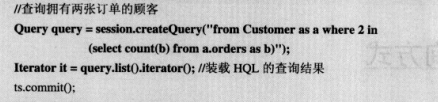 //查询拥有两张订单的顾客
Query query = session.createQuery("from Customer as a where 2 in
(select count(b) from a.orders as b)");
Iterator it = query.list().iterator(); //装载 HQL 的查询结果
ts.commit();